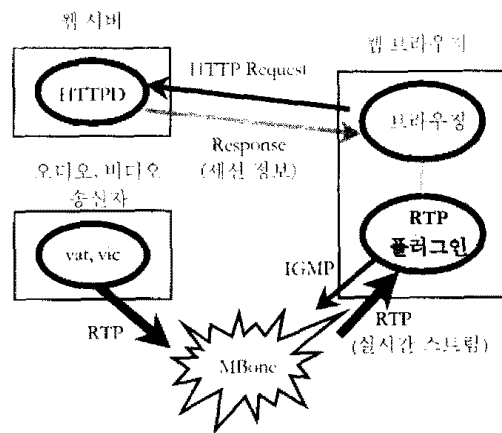 웹 서버
웹 브라우저
HTTPD
HTTP Request
브라우징
Response
(세션 정보)
오디오, 비디오
송신자
vat, vic
RTP
플러그인
IGMP
RTP
RTP
(실시간 스트림)
MBone